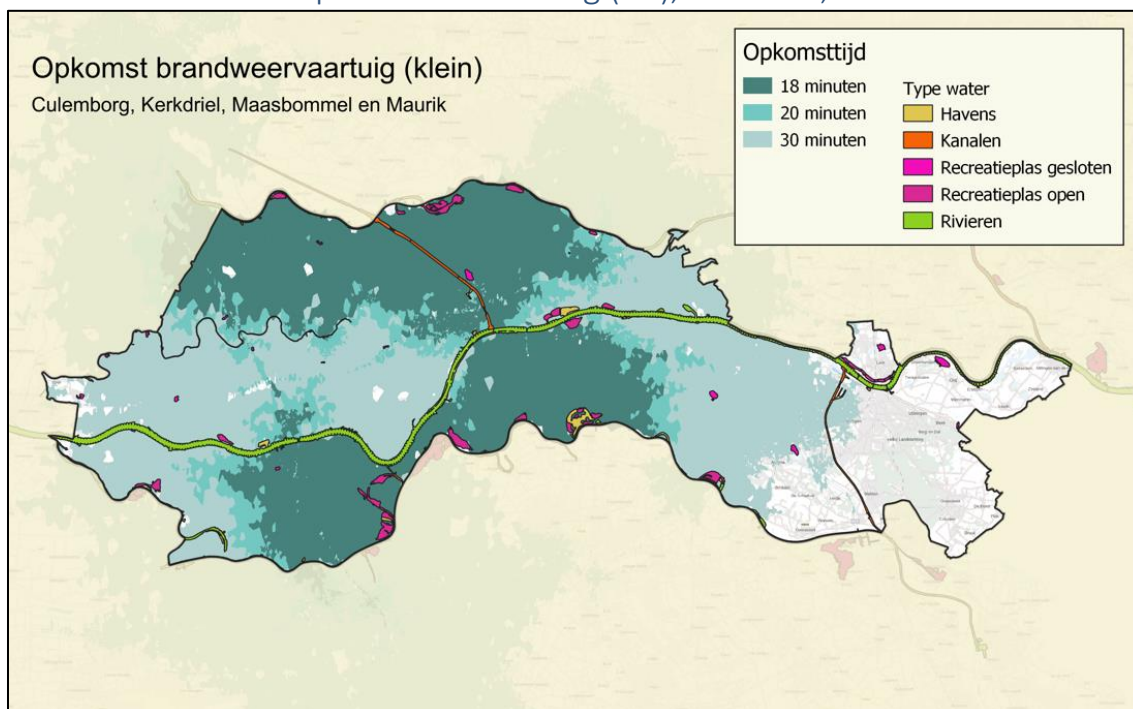 Opkomst brandweervaartuig (klein)
Culemborg, Kerkdriel, Maasbommel en Maurik
Opkomsttijd
18 minuten
20 minuten
30 minuten
Type water
Havens
Kanalen
Recreatieplas gesloten
Recreatieplas open
Rivieren